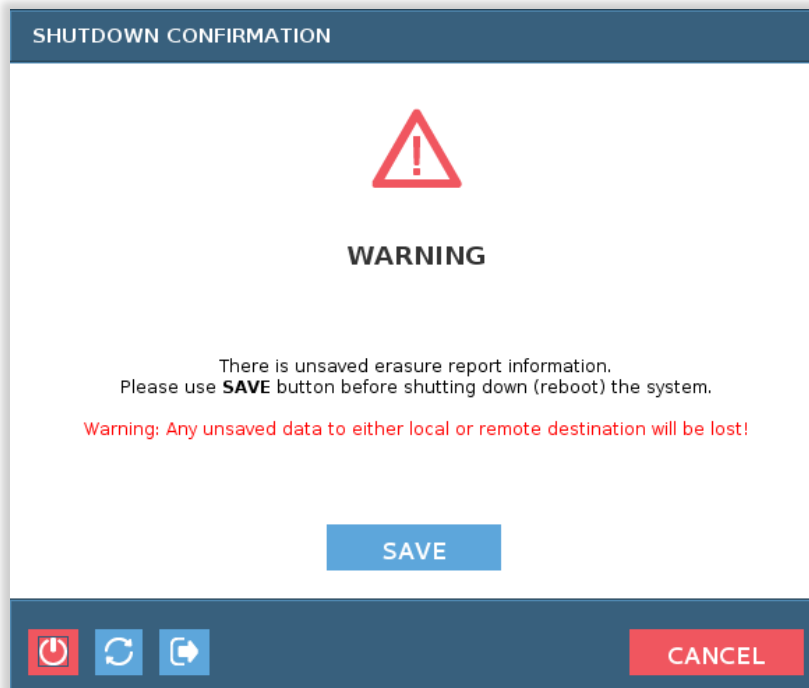 SHUTDOWN CONFIRMATION
WARNING
There is unsaved erasure report information.
Please use SAVE button before shutting down (reboot) the system.
Warning: Any unsaved data to either local or remote destination will be lost!
SAVE
CANCEL